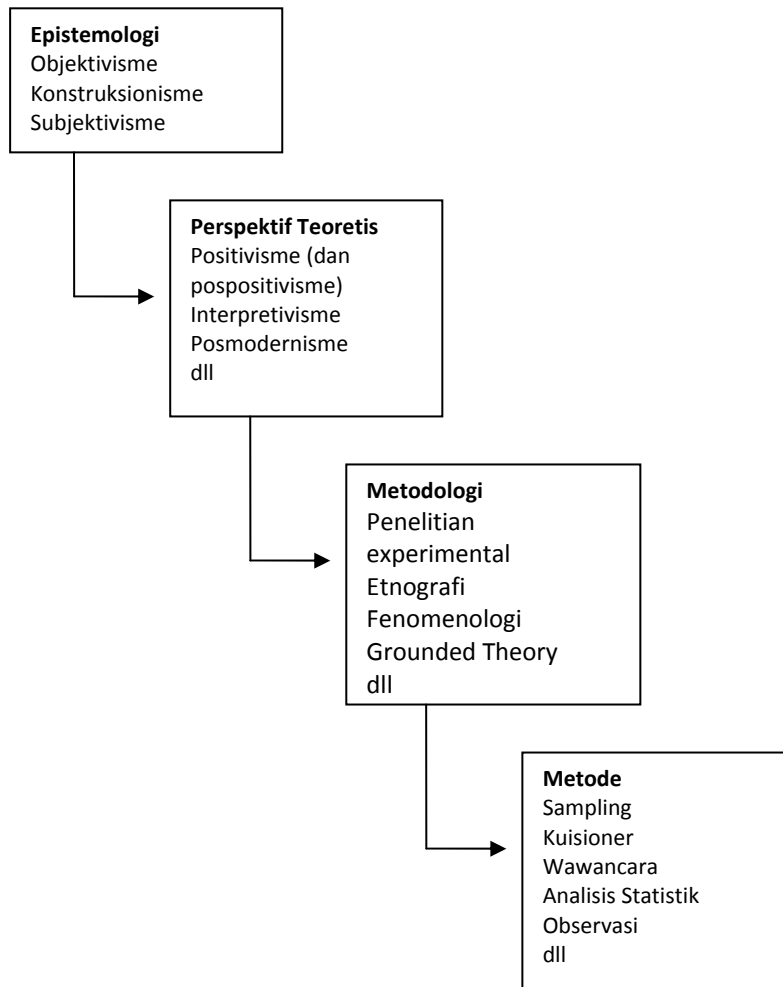 Epistemologi
Objektivisme
Konstruksionisme
Subjektivisme
Perspektif Teoretis
Positivisme (dan
pospositivisme)
Interpretivisme
Posmodernisme
dll
Metodologi
Penelitian
experimental
Etnografi
Fenomenologi
Grounded Theory
dll
Metode
Sampling
Kuisioner
Wawancara
Analisis Statistik
Observasi
dll